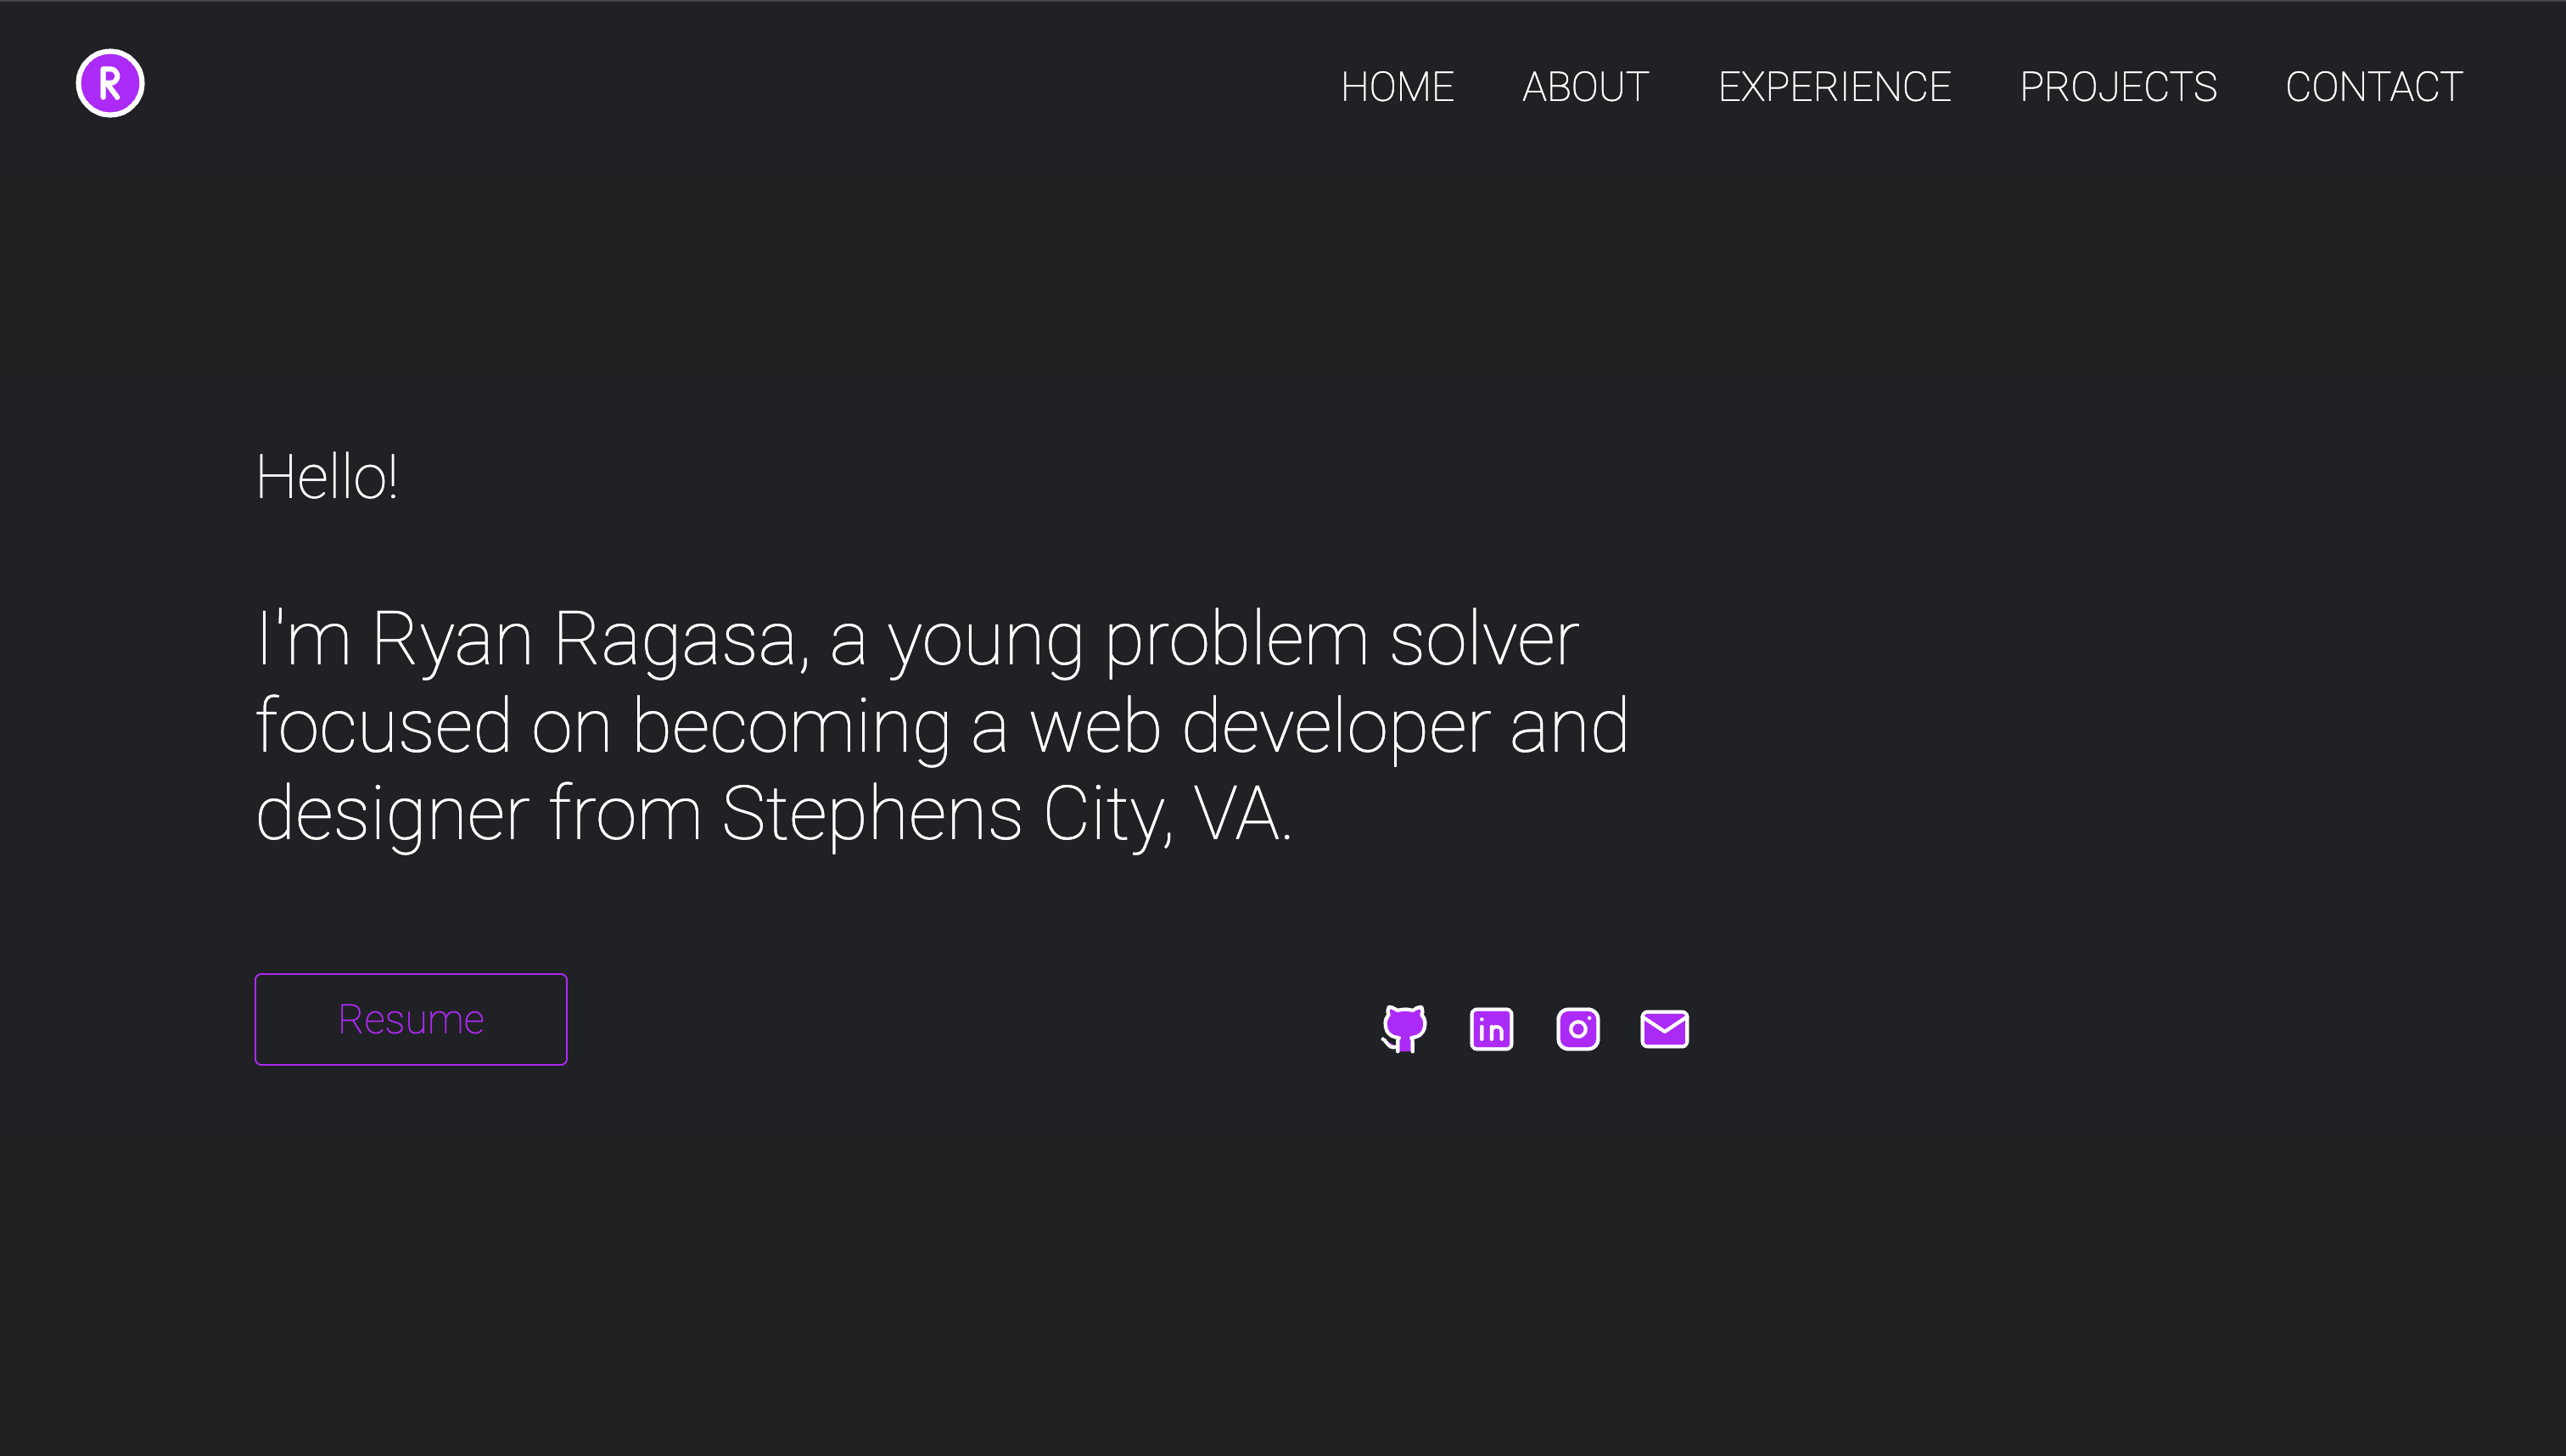 R
HOME ABOUT EXPERIENCE PROJECTS CONTACT
Hello!
I'm Ryan Ragasa, a young problem solver
focused on becoming a web developer and
designer from Stephens City, VA.
Resume
in